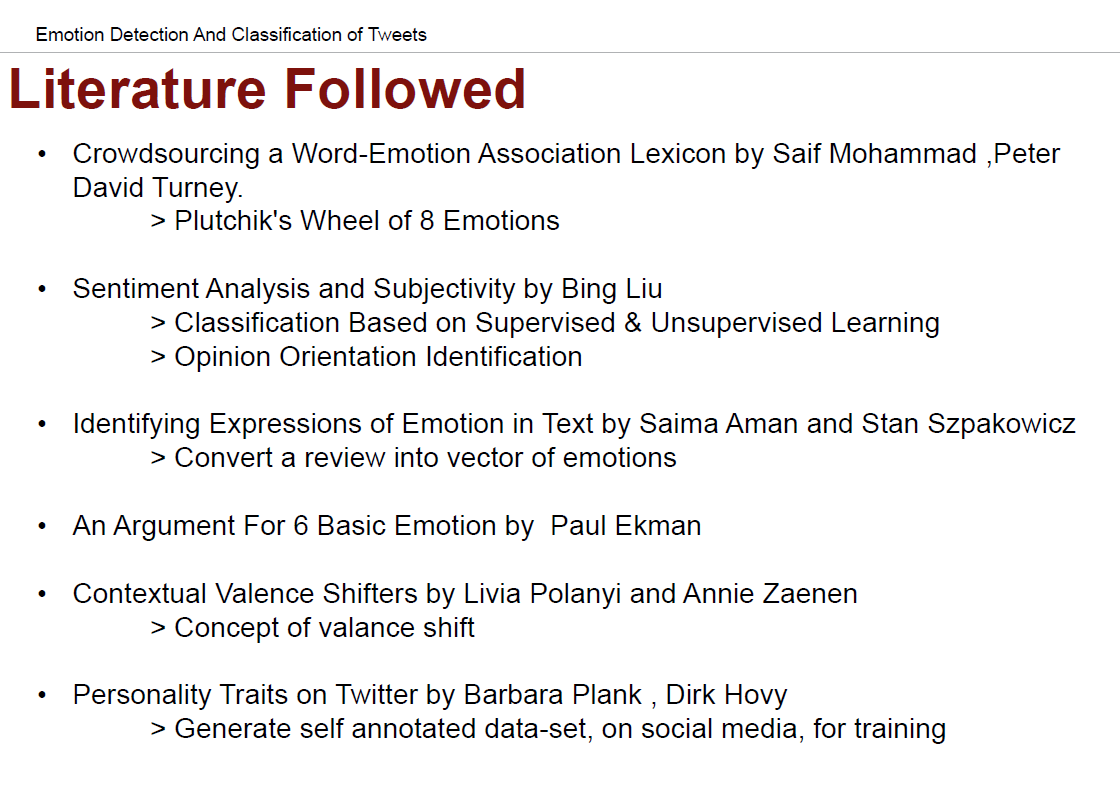 Emotion Detection And Classification of Tweets
Literature Followed
• Crowdsourcing a Word-Emotion Association Lexicon by Saif Mohammad ,Peter
David Turney.
> Plutchik's Wheel of 8 Emotions
• Sentiment Analysis and Subjectivity by Bing Liu
> Classification Based on Supervised & Unsupervised Learning
> Opinion Orientation Identification
• Identifying Expressions of Emotion in Text by Saima Aman and Stan Szpakowicz
> Convert a review into vector of emotions
• An Argument For 6 Basic Emotion by  Paul Ekman
• Contextual Valence Shifters by Livia Polanyi and Annie Zaenen
> Concept of valance shift
• Personality Traits on Twitter by Barbara Plank , Dirk Hovy
> Generate self annotated data-set, on social media, for training